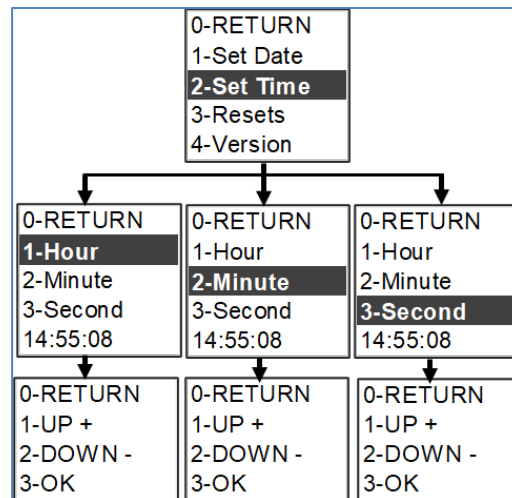 0-RETURN
1-Set Date
2-Set Time
3-Resets
4-Version
0-RETURN
1-Hour
2-Minute
3-Second
14:55:08
0-RETURN
1-Hour
2-Minute
3-Second
14:55:08
0-RETURN
1-Hour
2-Minute
3-Second
14:55:08
0-RETURN
1-UP +
2-DOWN -
3-OK
0-RETURN
1-UP +
2-DOWN -
3-OK
0-RETURN
1-UP +
2-DOWN -
3-OK